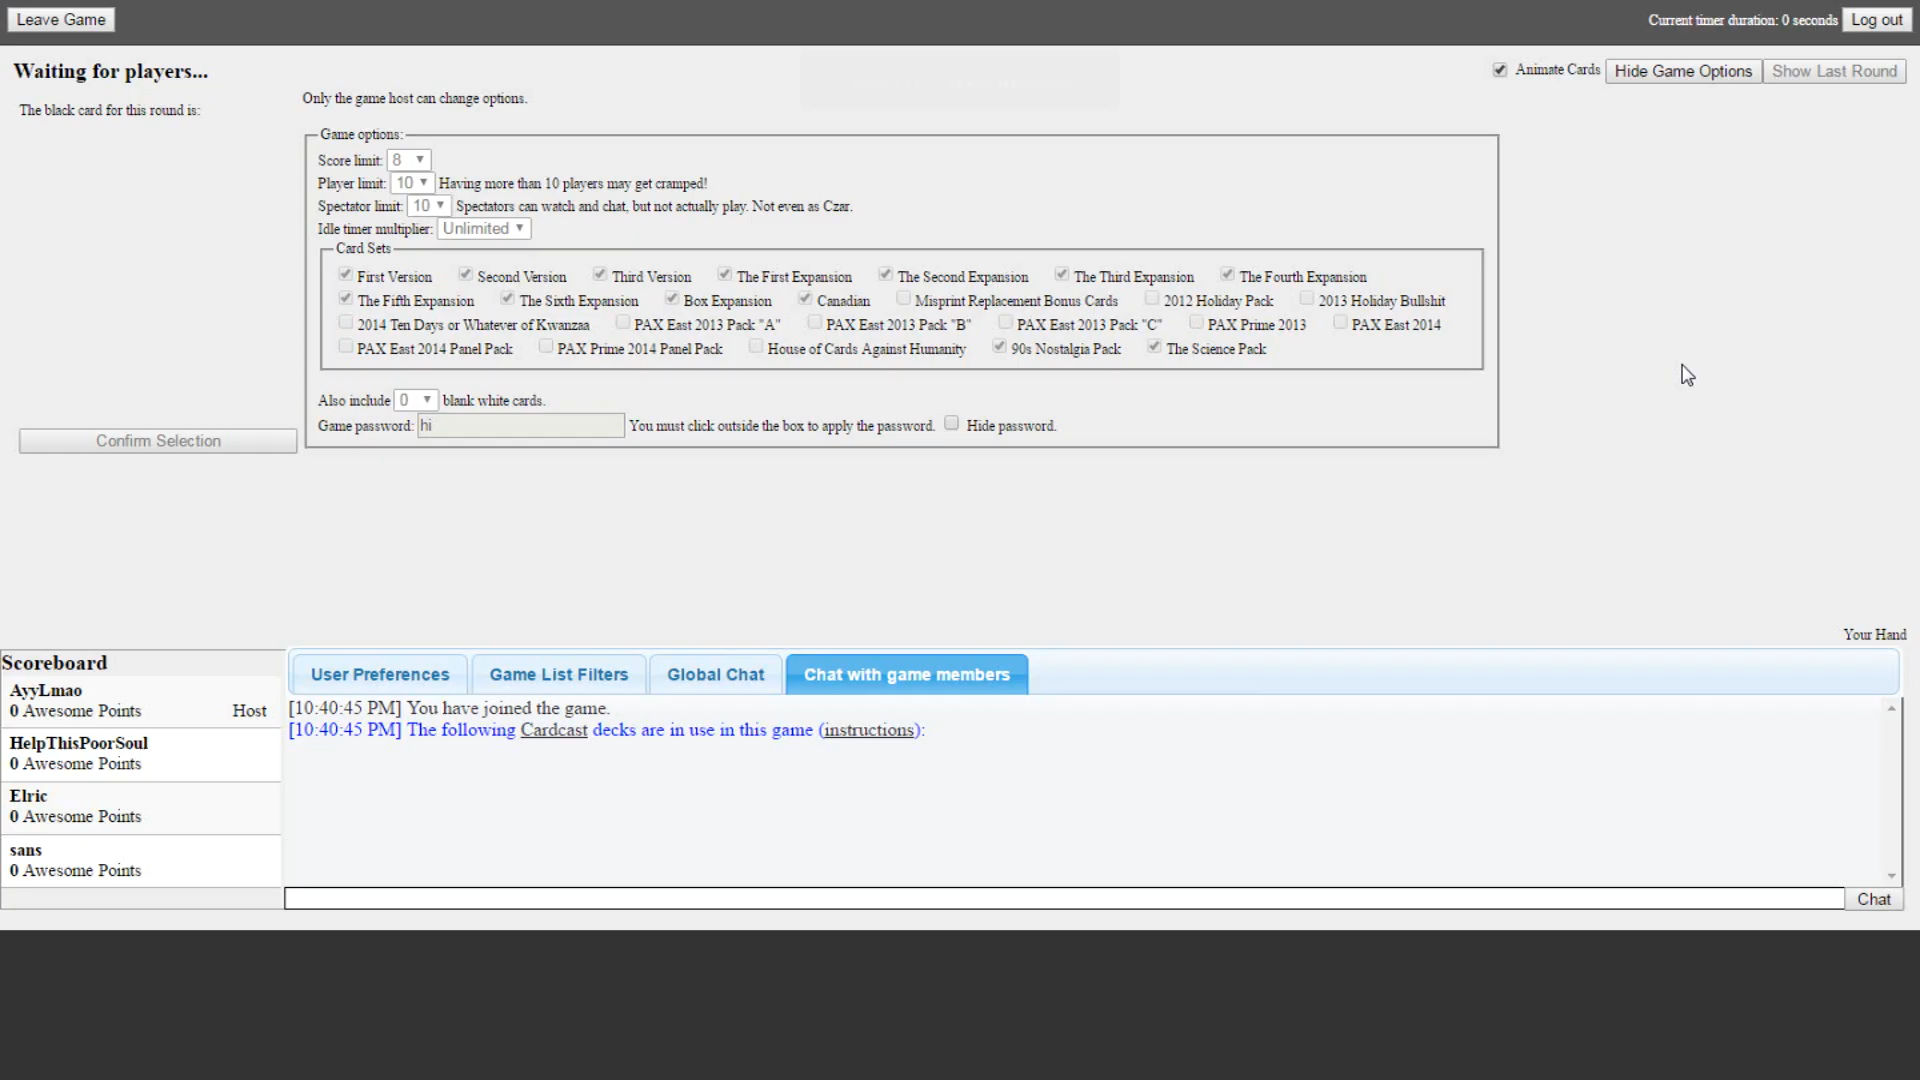 Leave Game
Current timer duration: 0 seconds Log out
Waiting for players...
Animate Cards Hide Game Options Show Last Round
The black card for this round is:
Only the game host can change options.
Game options:
Score limit: 8
Player limit: 10 Having more than 10 players may get cramped!
Spectator limit: 10 Spectators can watch and chat, but not actually play. Not even as Czar.
Idle timer multiplier: Unlimited
Card Sets
First Version Second Version Third Version The First Expansion The Second Expansion The Third Expansion The Fourth Expansion
The Fifth Expansion The Sixth Expansion Box Expansion Canadian Misprint Replacement Bonus Cards 2012 Holiday Pack 2013 Holiday Bullshit
2014 Ten Days or Whatever of Kwanzaa PAX East 2013 Pack "A" PAX East 2013 Pack "B" PAX East 2013 Pack "C" PAX Prime 2013 PAX East 2014
PAX East 2014 Panel Pack PAX Prime 2014 Panel Pack House of Cards Against Humanity 90s Nostalgia Pack The Science Pack
Also include 0 blank white cards.
Game password: hi You must click outside the box to apply the password. Hide password.
Confirm Selection
Your Hand
Scoreboard
AyyLmao
0 Awesome Points Host
HelpThisPoorSoul
0 Awesome Points
Elric
0 Awesome Points
sans
0 Awesome Points
User Preferences Game List Filters Global Chat Chat with game members
[10:40:45 PM] You have joined the game.
[10:40:45 PM] The following Cardcast decks are in use in this game (instructions):
Chat